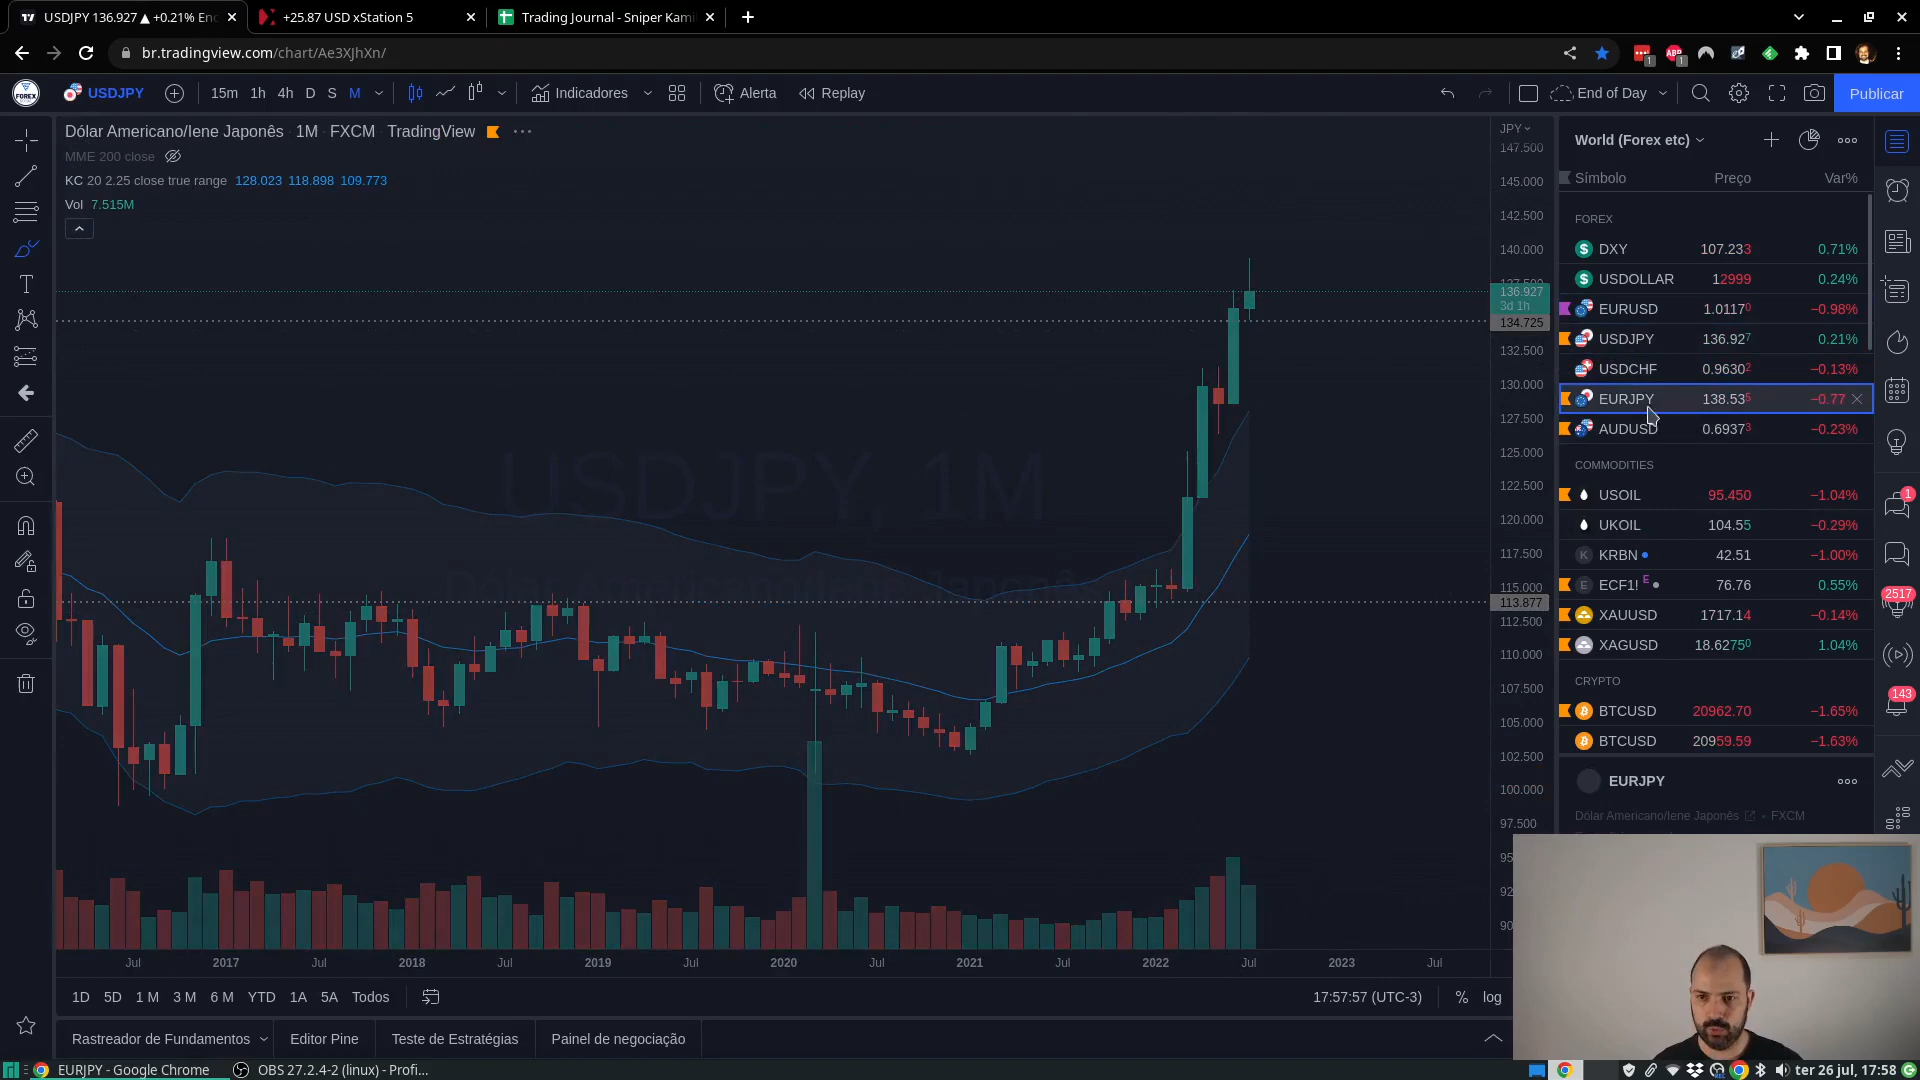 USDJPY 136.927 ▲ +0.21%
+25.87 USD xStation 5
Trading Journal - Sniper Kami
br.tradingview.com/chart/Ae3XJhXn/
1
ABP
1
FOREX
USDJPY
15m 1h 4h D S M
Indicadores
Alerta
Replay
End of Day
Publicar
Dólar Americano/Iene Japonês 1M FXCM TradingView
MME 200 close
KC 20 2.25 close true range 128.023 118.898 109.773
Vol 7.515M
USDJPY, 1M
Dólar Americano/Iene Japonês
JPY
147.500
145.000
142.500
140.000
136.927
3d 1h
134.725
132.500
130.000
127.500
125.000
122.500
120.000
117.500
115.000
113.877
112.500
110.000
107.500
105.000
102.500
100.000
97.500
Jul 2017 Jul 2018 Jul 2019 Jul 2020 Jul 2021 Jul 2022 Jul 2023 Jul
1D 5D 1 M 3 M 6 M YTD 1A 5A Todos
17:57:57 (UTC-3) % log
Rastreador de Fundamentos
Editor Pine
Teste de Estratégias
Painel de negociação
World (Forex etc)
Símbolo Preço Var%
FOREX
DXY 107.233 0.71%
USDOLLAR 12999 0.24%
EURUSD 1.01170 −0.98%
USDJPY 136.927 0.21%
USDCHF 0.96302 −0.13%
EURJPY 138.535 −0.77
AUDUSD 0.69373 −0.23%
COMMODITIES
USOIL 95.450 −1.04%
UKOIL 104.55 −0.29%
K KRBN 42.51 −1.00%
E ECF1! E 76.76 0.55%
XAUUSD 1717.14 −0.14%
XAGUSD 18.62750 1.04%
CRYPTO
BTCUSD 20962.70 −1.65%
BTCUSD 20959.59 −1.63%
EURJPY
Dólar Americano/Iene Japonês • FXCM
1
2517
143
EURJPY - Google Chrome
OBS 27.2.4-2 (linux) - Profi...
ter 26 jul, 17:58